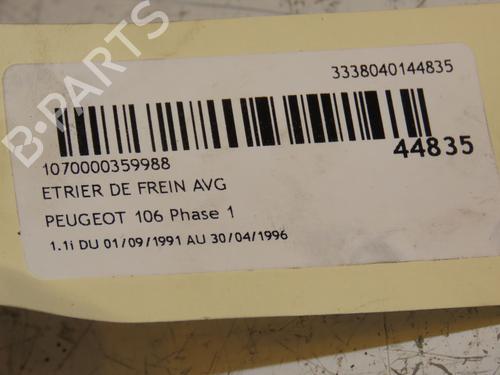 B-PARTS
3338040144835
44835
1070000359988
ETRIER DE FREIN AVG
PEUGEOT 106 Phase 1
1.1i DU 01/09/1991 AU 30/04/1996